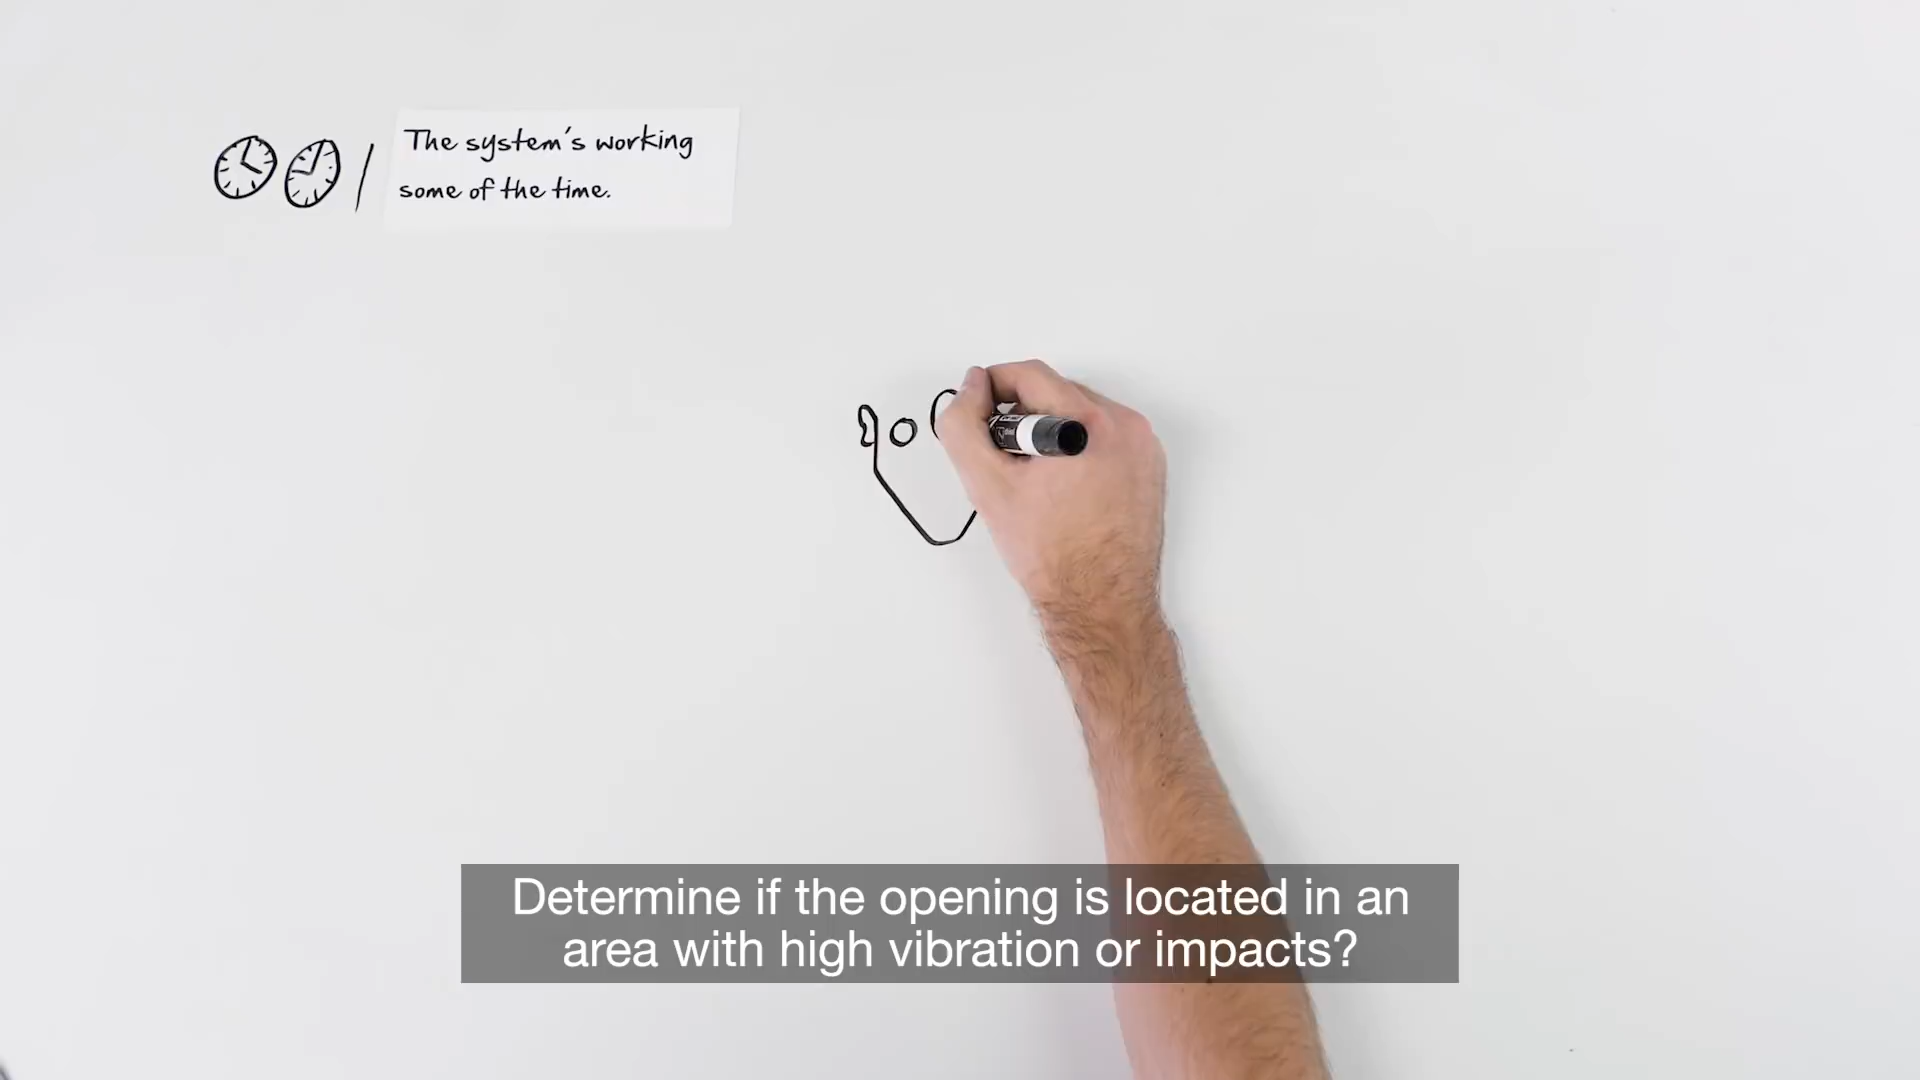 The system's working
some of the time.
Determine if the opening is located in an
area with high vibration or impacts?